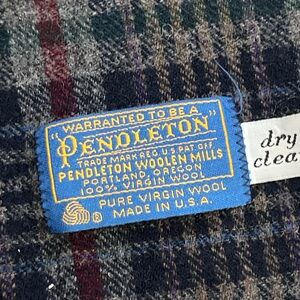 "WARRANTED TO BE A
PENDLETON"
TRADE MARK REG U.S PAT OFF
PENDLETON WOOLEN MILLS
PORTLAND, OREGON
100% VIRGIN WOOL
PURE VIRGIN WOOL
MADE IN U.S.A.
dry
clea